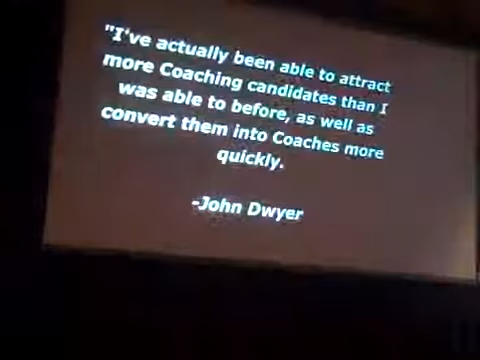 "I've actually been able to attract
more Coaching candidates than I
was able to before, as well as
convert them into Coaches more
quickly.
-John Dwyer